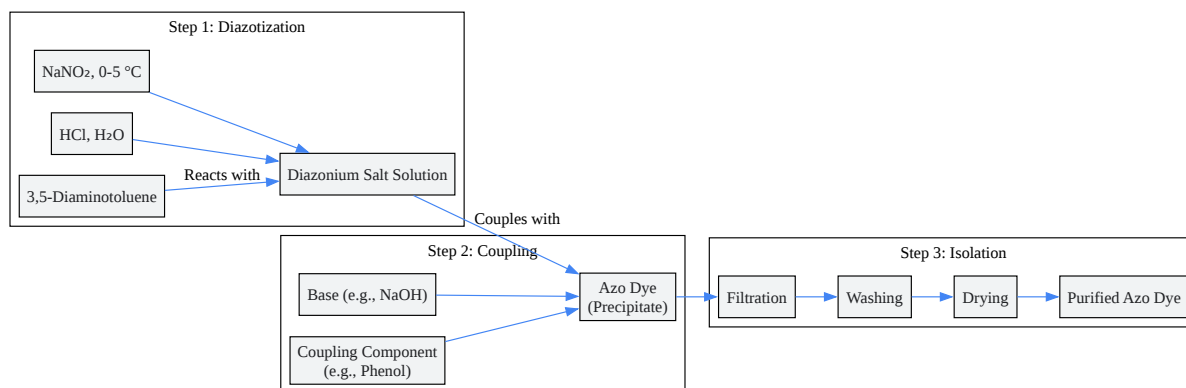 Step 1: Diazotization
NaNO₂, 0-5 °C
HCl, H₂O
3,5-Diaminotoluene
Reacts with
Diazonium Salt Solution
Couples with
Step 2: Coupling
Base (e.g., NaOH)
Coupling Component
(e.g., Phenol)
Azo Dye
(Precipitate)
Step 3: Isolation
Filtration
Washing
Drying
Purified Azo Dye